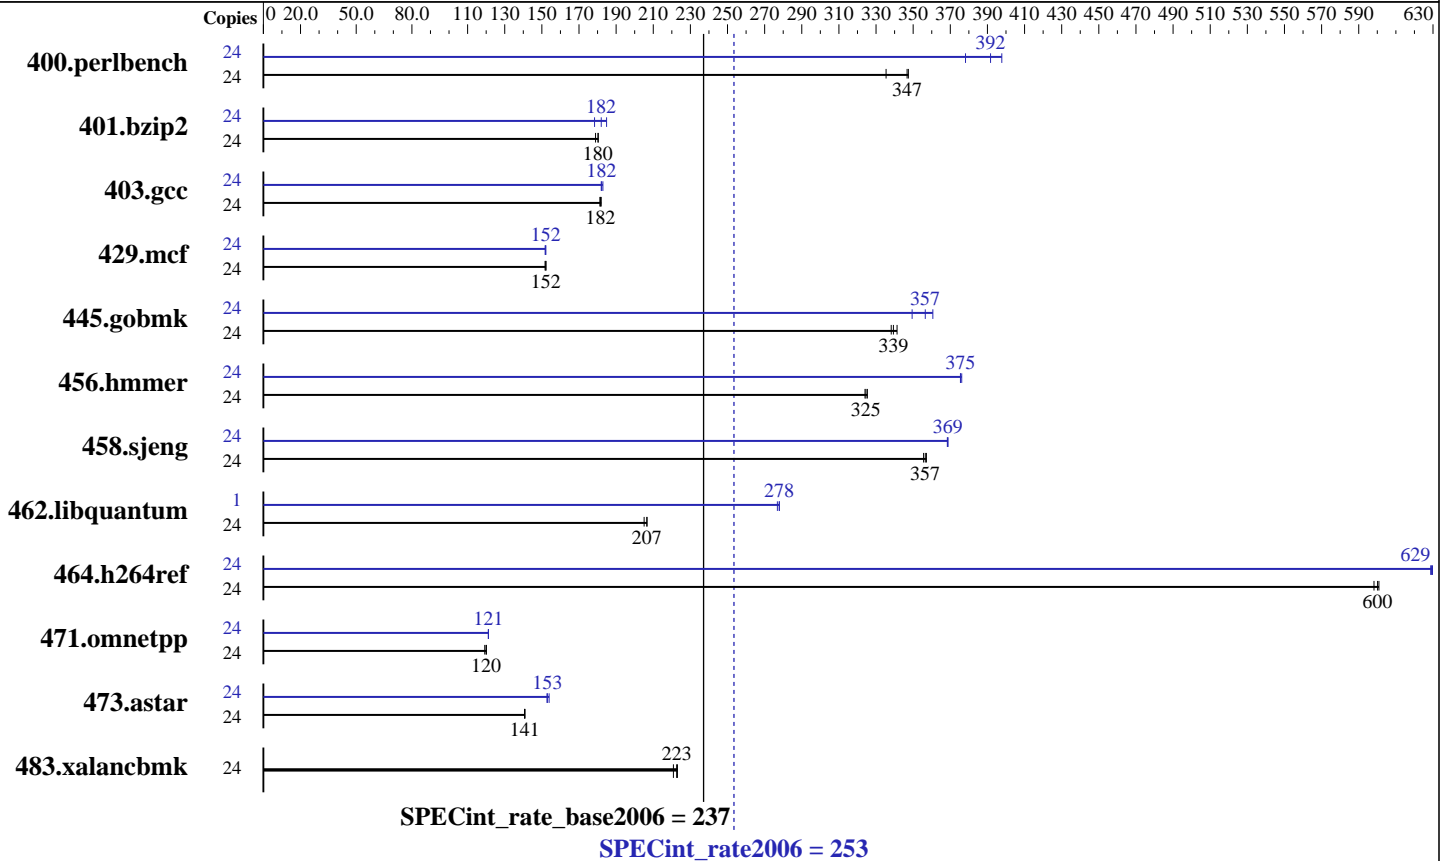 Copies 0 20.0 50.0 80.0 110 130 150 170 190 210 230 250 270 290 310 330 350 370 390 410 430 450 470 490 510 530 550 570 590 630
400.perlbench 24 392
24 347
401.bzip2 24 182
24 180
403.gcc 24 182
24 182
429.mcf 24 152
24 152
445.gobmk 24 357
24 339
456.hmmer 24 375
24 325
458.sjeng 24 369
24 357
462.libquantum 1 278
24 207
464.h264ref 24 629
24 600
471.omnetpp 24 121
24 120
473.astar 24 153
24 141
483.xalancbmk 24 223
SPECint_rate_base2006 = 237
SPECint_rate2006 = 253